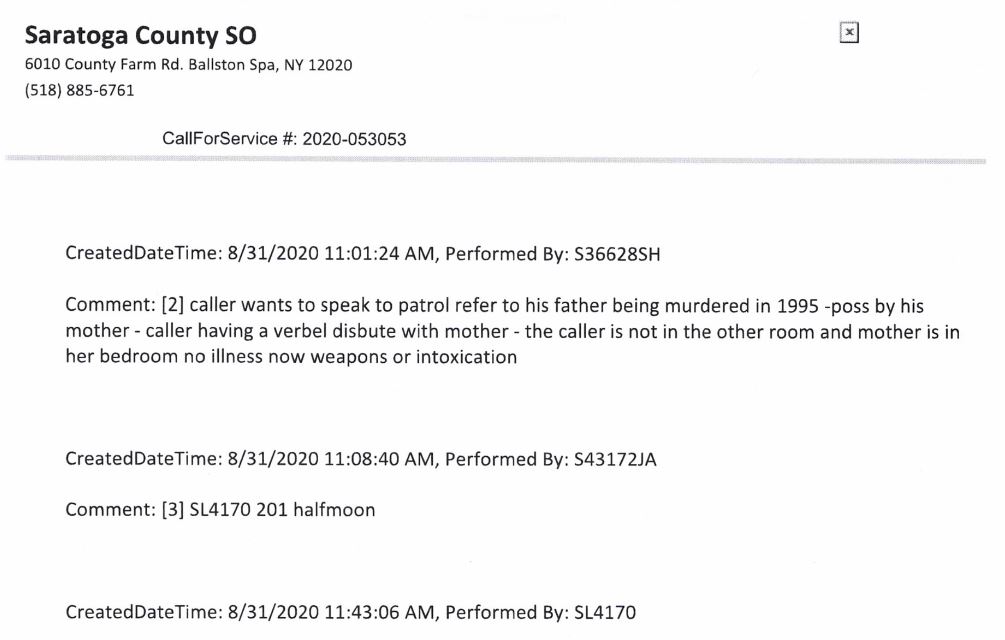 Saratoga County SO
6010 County Farm Rd. Ballston Spa, NY 12020
(518) 885-6761
CallForService #: 2020-053053
CreatedDateTime: 8/31/2020 11:01:24 AM, Performed By: S36628SH
Comment: [2] caller wants to speak to patrol refer to his father being murdered in 1995 -poss by his
mother - caller having a verbel disbute with mother - the caller is not in the other room and mother is in
her bedroom no illness now weapons or intoxication
CreatedDateTime: 8/31/2020 11:08:40 AM, Performed By: S43172JA
Comment: [3] SL4170 201 halfmoon
CreatedDateTime: 8/31/2020 11:43:06 AM, Performed By: SL4170